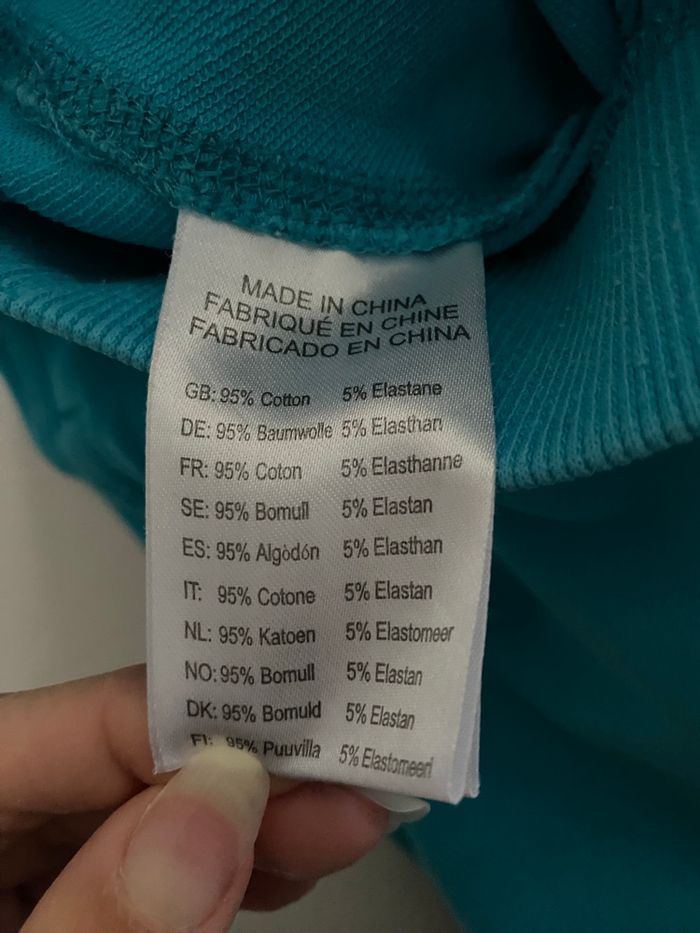 MADE IN CHINA
FABRIQUÉ EN CHINE
FABRICADO EN CHINA
GB: 95% Cotton 5% Elastane
DE: 95% Baumwolle 5% Elasthan
FR: 95% Coton 5% Elasthanne
SE: 95% Bomull 5% Elastan
ES: 95% Algòdón 5% Elasthan
IT: 95% Cotone 5% Elastan
NL: 95% Katoen 5% Elastomeer
NO: 95% Bomull 5% Elastan
DK: 95% Bomuld 5% Elastan
FI: 95% Puuvilla 5% Elastomeeri